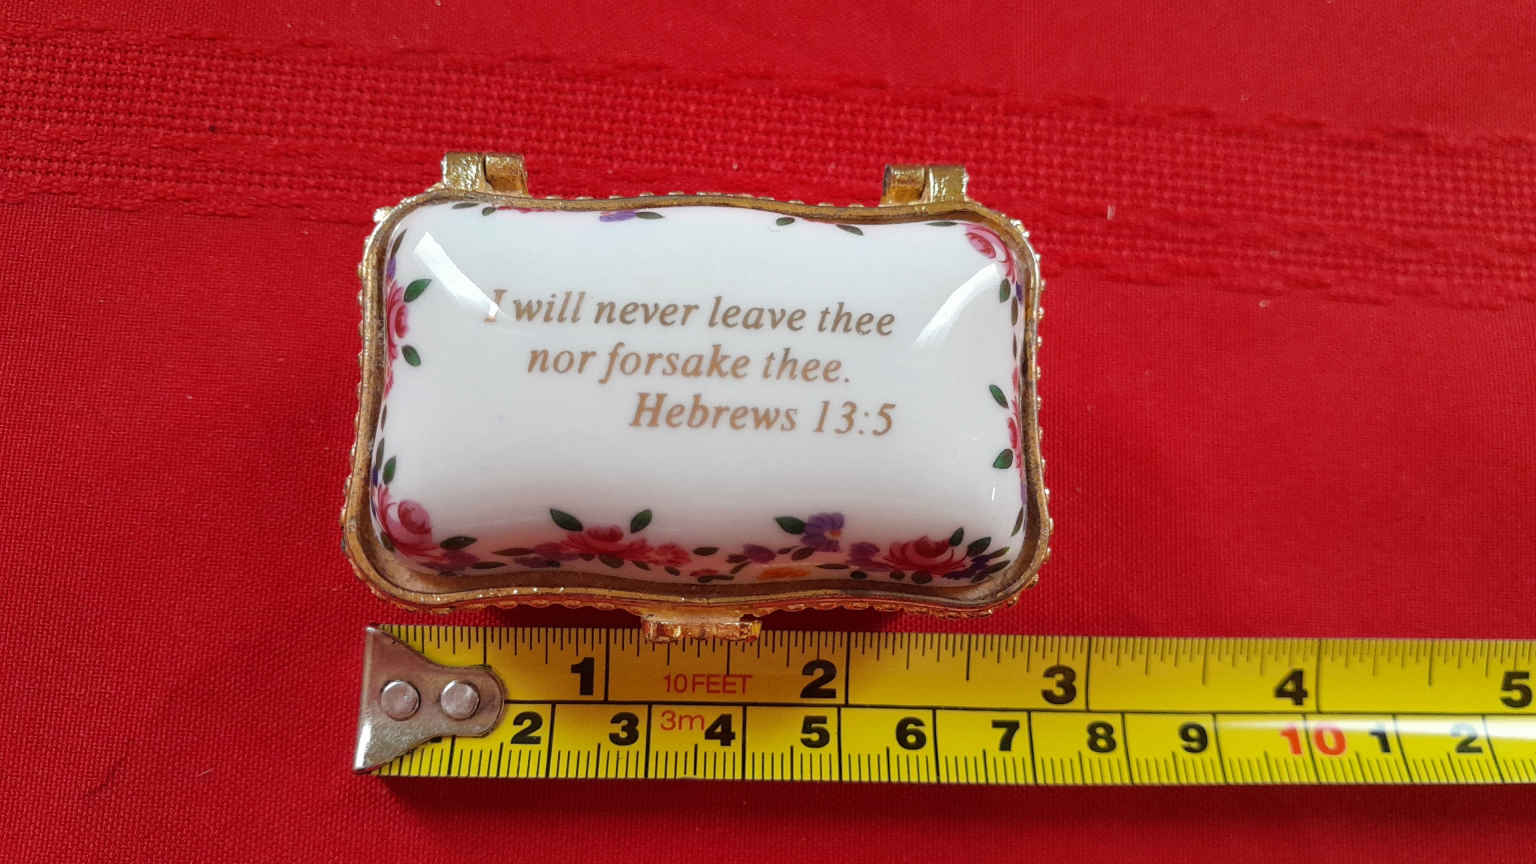 I will never leave thee
nor forsake thee.
Hebrews 13:5
1 10FEET 2 3 4 5
2 3 3m 4 5 6 7 8 9 10 1 2